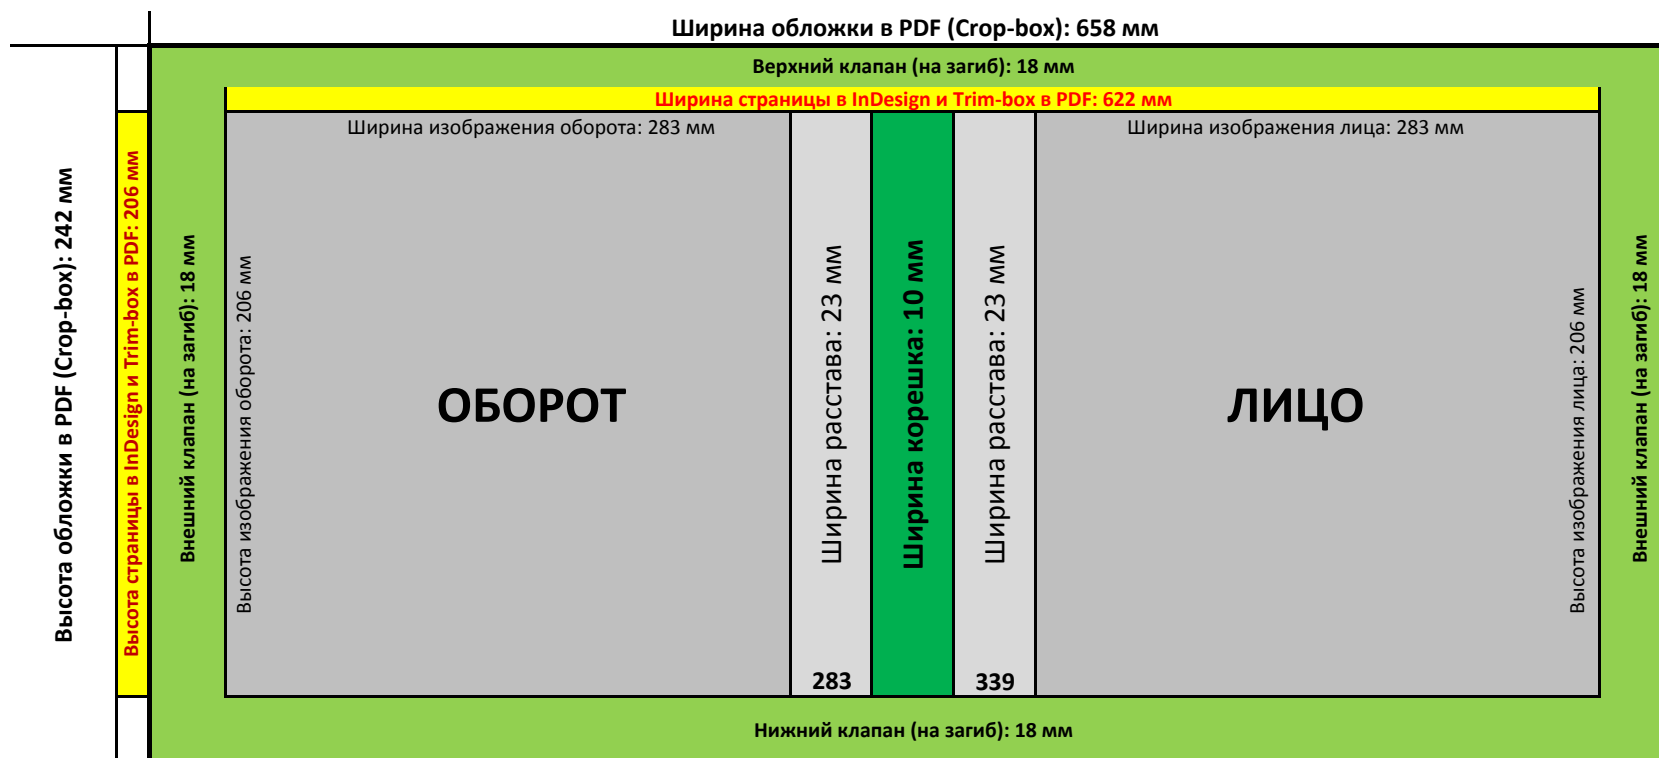 Ширина обложки в PDF (Crop-box): 658 мм
Верхний клапан (на загиб): 18 мм
Ширина страницы в InDesign и Trim-box в PDF: 622 мм
Ширина изображения оборота: 283 мм
Ширина изображения лица: 283 мм
Высота обложки в PDF (Crop-box): 242 мм
Высота страницы в InDesign и Trim-box в PDF: 206 мм
Внешний клапан (на загиб): 18 мм
Высота изображения оборота: 206 мм
ОБОРОТ
Ширина расстава: 23 мм
Ширина корешка: 10 мм
Ширина расстава: 23 мм
ЛИЦО
Высота изображения лица: 206 мм
Внешний клапан (на загиб): 18 мм
283
339
Нижний клапан (на загиб): 18 мм